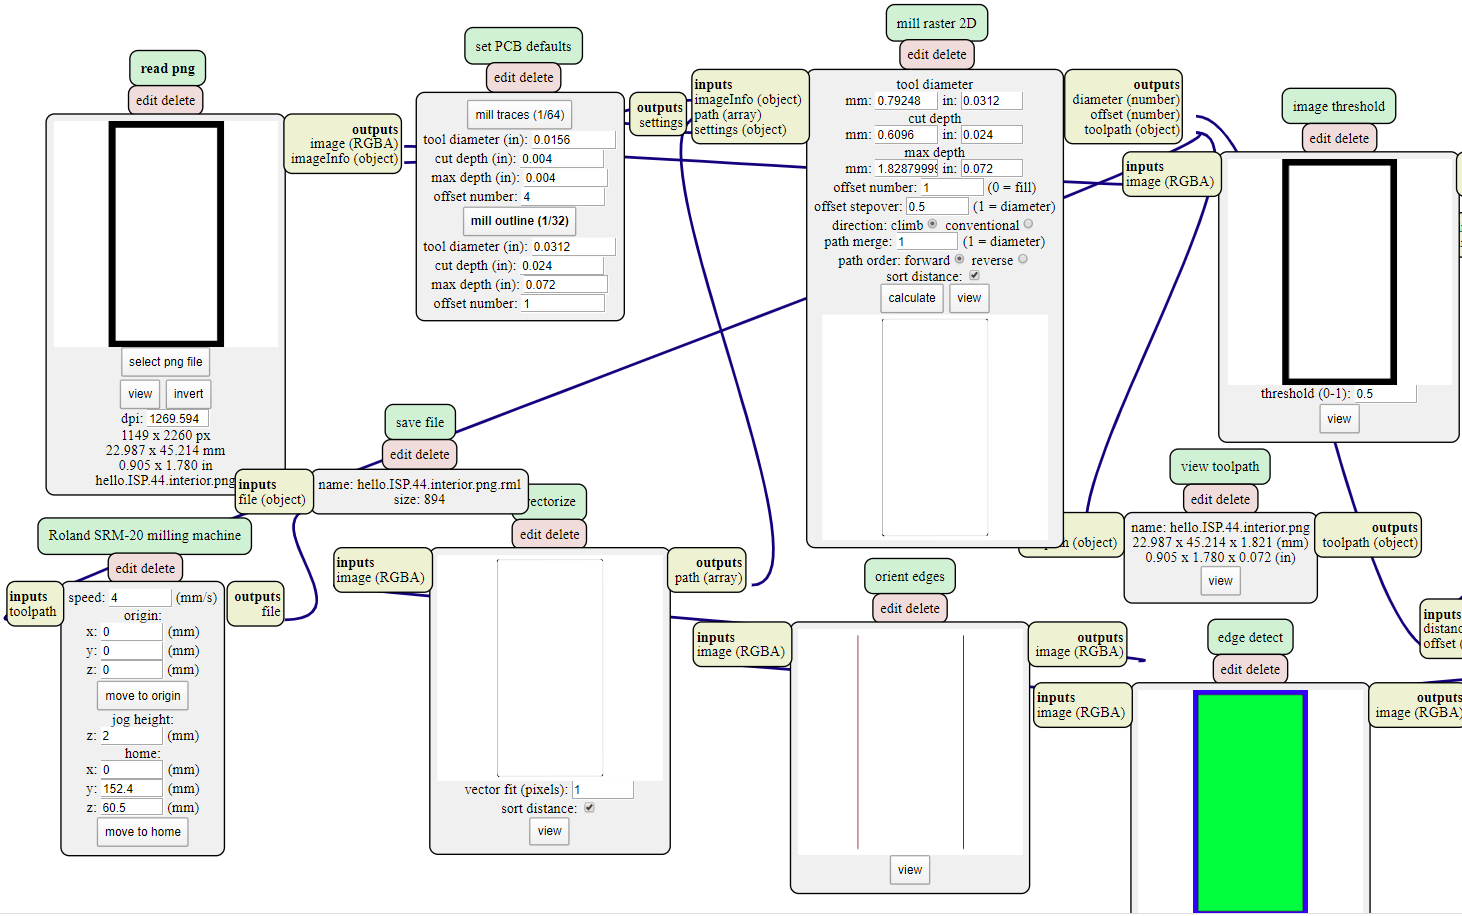 read png
edit delete
outputs
image (RGBA)
imageInfo (object)
select png file
view invert
dpi: 1269.594
1149 x 2260 px
22.987 x 45.214 mm
0.905 x 1.780 in
hello.ISP.44.interior.png
set PCB defaults
edit delete
mill traces (1/64)
tool diameter (in): 0.0156
cut depth (in): 0.004
max depth (in): 0.004
offset number: 4
mill outline (1/32)
tool diameter (in): 0.0312
cut depth (in): 0.024
max depth (in): 0.072
offset number: 1
outputs
settings
mill raster 2D
edit delete
inputs
imageInfo (object)
path (array)
settings (object)
tool diameter
mm: 0.79248 in: 0.0312
cut depth
mm: 0.6096 in: 0.024
max depth
mm: 1.82879999 in: 0.072
offset number: 1 (0 = fill)
offset stepover: 0.5 (1 = diameter)
direction: climb conventional
path merge: 1 (1 = diameter)
path order: forward reverse
sort distance:
calculate view
outputs
diameter (number)
offset (number)
toolpath (object)
image threshold
edit delete
inputs
image (RGBA)
threshold (0-1): 0.5
view
save file
edit delete
inputs
file (object)
name: hello.ISP.44.interior.png.rml
size: 894
Roland SRM-20 milling machine
edit delete
inputs
toolpath
speed: 4 (mm/s)
origin:
x: 0 (mm)
y: 0 (mm)
z: 0 (mm)
move to origin
jog height:
z: 2 (mm)
home:
x: 0 (mm)
y: 152.4 (mm)
z: 60.5 (mm)
move to home
outputs
file
ectorize
edit delete
inputs
image (RGBA)
vector fit (pixels): 1
sort distance:
view
outputs
path (array)
orient edges
edit delete
inputs
image (RGBA)
view
outputs
image (RGBA)
view toolpath
edit delete
h (object)
name: hello.ISP.44.interior.png
22.987 x 45.214 x 1.821 (mm)
0.905 x 1.780 x 0.072 (in)
view
outputs
toolpath (object)
edge detect
edit delete
inputs
image (RGBA)
outputs
image (RGBA)
inputs
distanc
offset (